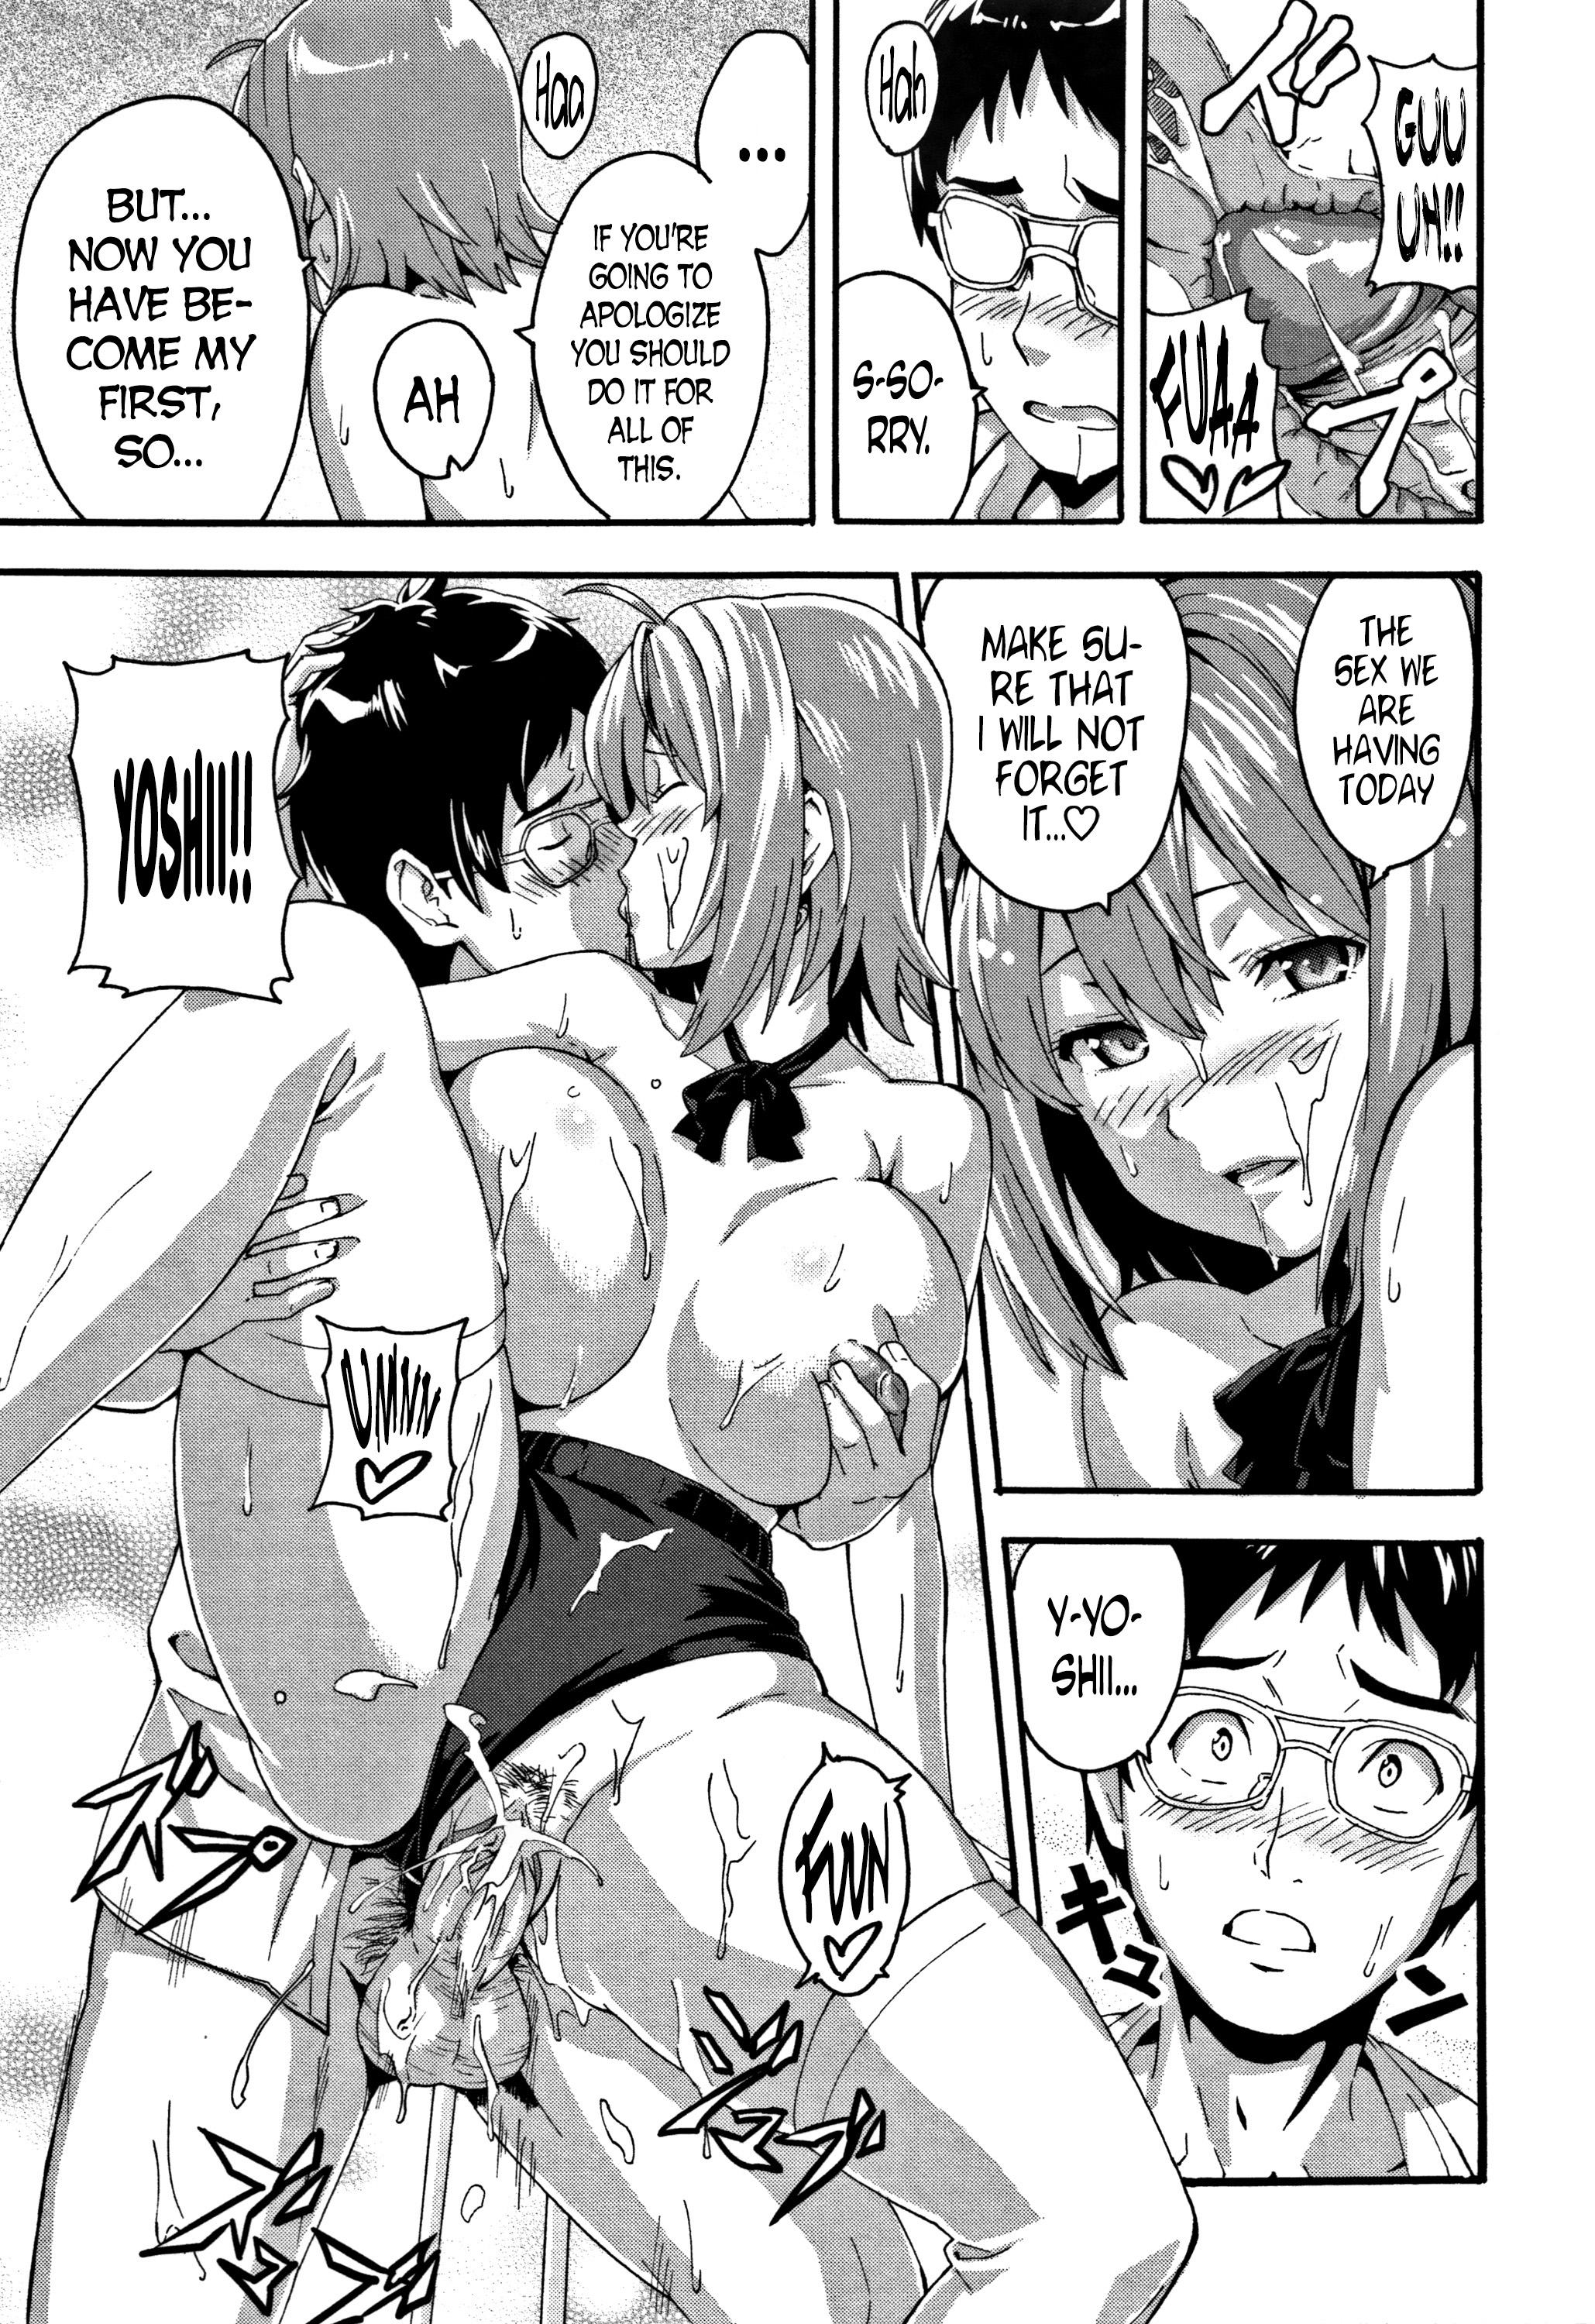 GUU
UH!!
FUAA
♡♡
Hah
S-SO-
RRY.
...
IF YOU'RE
GOING TO
APOLOGIZE
YOU SHOULD
DO IT FOR
ALL OF
THIS.
Haa
AH
BUT...
NOW YOU
HAVE BE-
COME MY
FIRST,
SO...
THE
SEX WE
ARE
HAVING
TODAY
MAKE SU-
RE THAT
I WILL NOT
FORGET
IT...♡
Y-YO-
SHII...
キュン
YOSHII!!
UMNN
♡
FUUN
♡